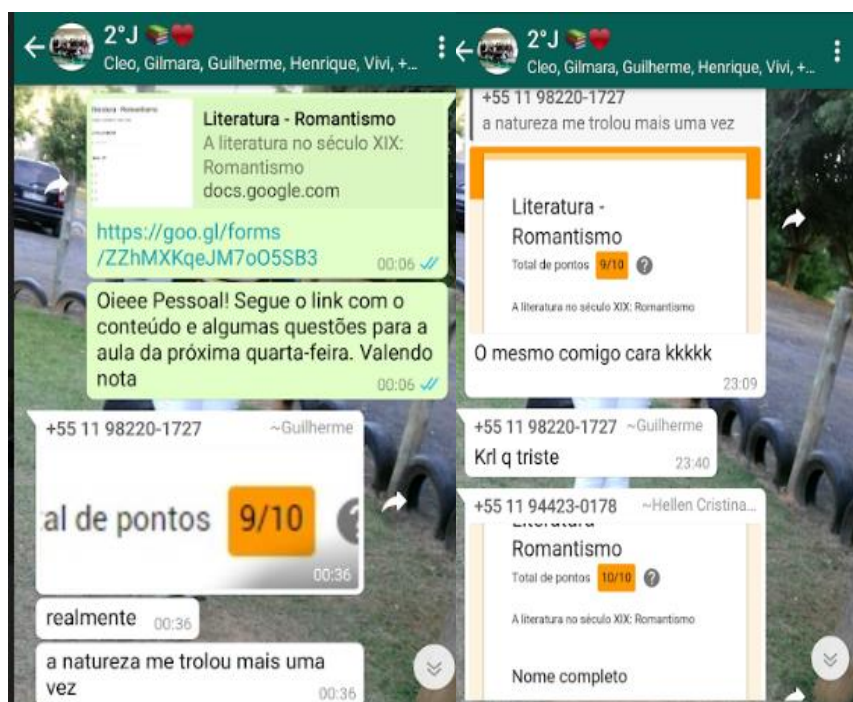 2°J 📚❤️
Cleo, Gilmara, Guilherme, Henrique, Vivi, +...
Literatura - Romantismo
Literatura - Romantismo
A literatura no século XIX:
Romantismo
docs.google.com
https://goo.gl/forms
/ZZhMXKqeJM7oO5SB3
00:06
Oieee Pessoal! Segue o link com o
conteúdo e algumas questões para a
aula da próxima quarta-feira. Valendo
nota
00:06
+55 11 98220-1727 ~Guilherme
al de pontos 9/10 ?
00:36
realmente 00:36
a natureza me trolou mais uma
vez 00:36
2°J 📚❤️
Cleo, Gilmara, Guilherme, Henrique, Vivi, +...
+55 11 98220-1727
a natureza me trolou mais uma vez
Literatura -
Romantismo
Total de pontos 9/10 ?
A literatura no século XIX: Romantismo
O mesmo comigo cara kkkkk
23:09
+55 11 98220-1727 ~Guilherme
Krl q triste 23:40
+55 11 94423-0178 ~Hellen Cristina...
Literatura
Romantismo
Total de pontos 10/10 ?
A literatura no século XIX: Romantismo
Nome completo